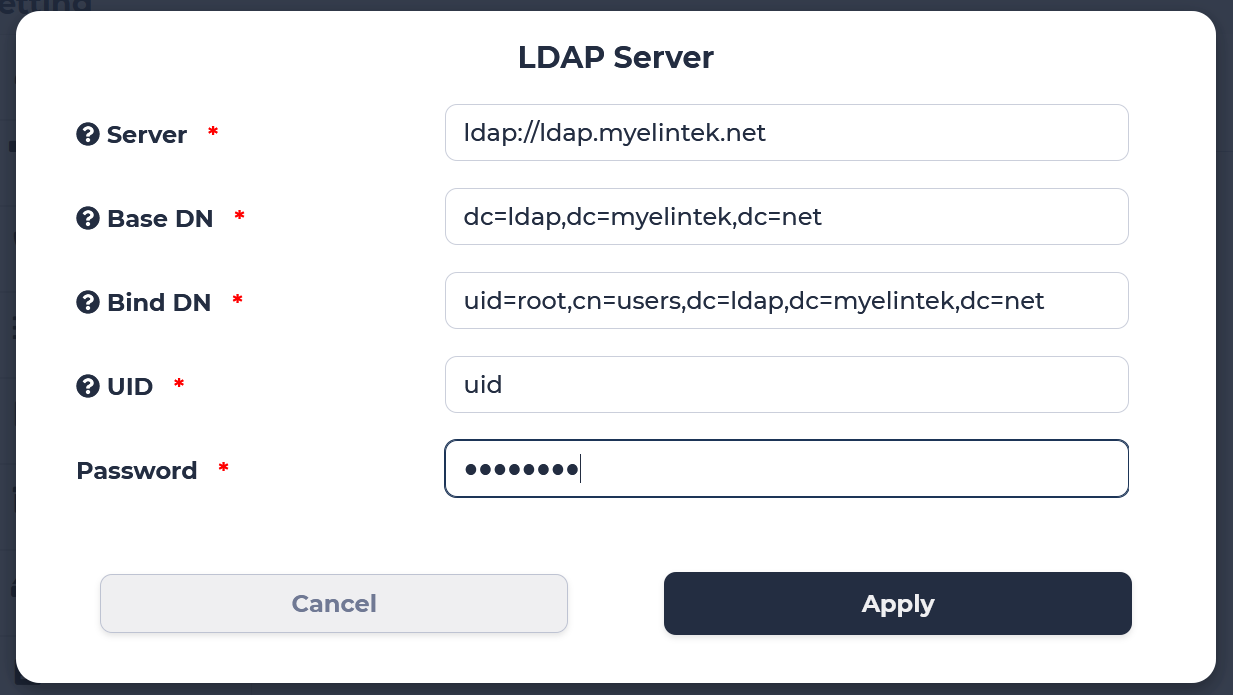 etting
LDAP Server
Server *
ldap://ldap.myelintek.net
Base DN *
dc=ldap,dc=myelintek,dc=net
Bind DN *
uid=root,cn=users,dc=ldap,dc=myelintek,dc=net
UID *
uid
Password *
••••••••
Cancel
Apply